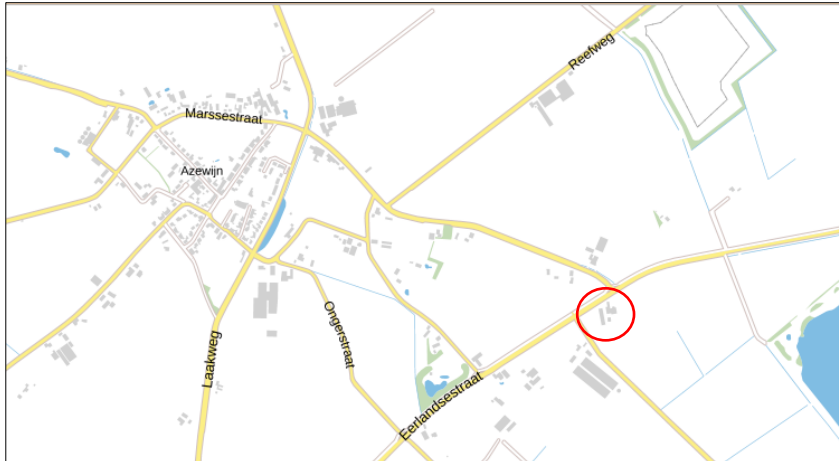 Reefweg
Marssestraat
Azewijn
Ongerstraat
Laakweg
Eerlandsestraat